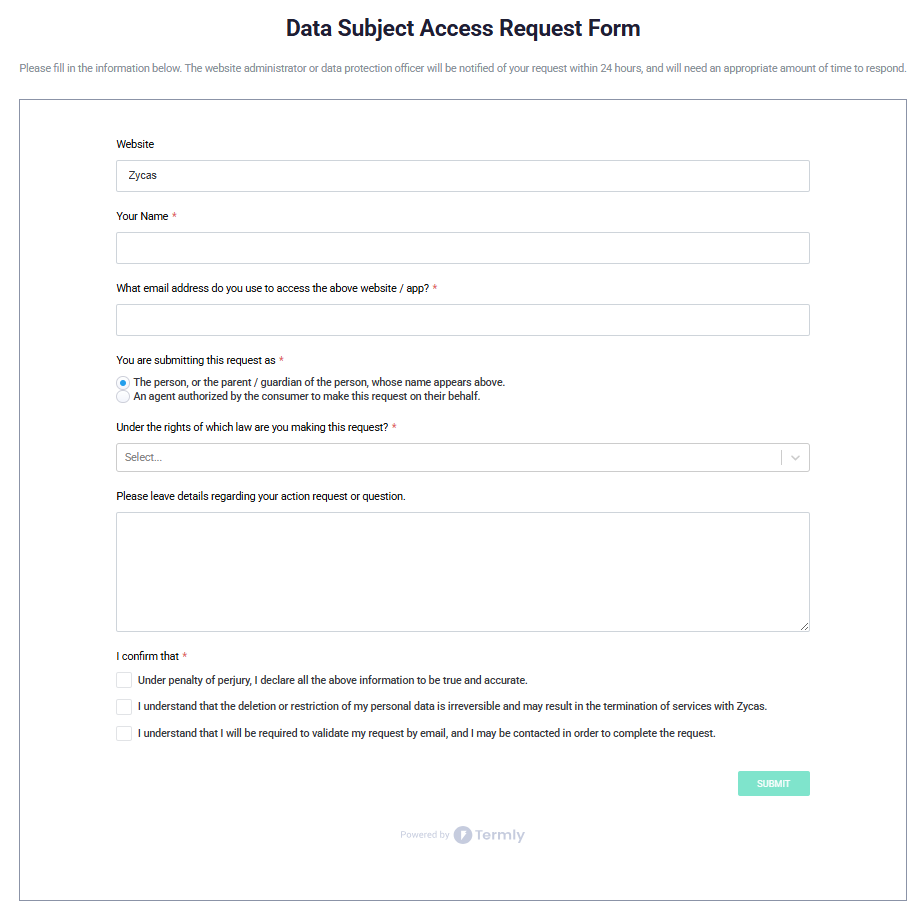 Data Subject Access Request Form
Please fill in the information below. The website administrator or data protection officer will be notified of your request within 24 hours, and will need an appropriate amount of time to respond.
Website
Zycas
Your Name *
What email address do you use to access the above website / app? *
You are submitting this request as *
The person, or the parent / guardian of the person, whose name appears above.
An agent authorized by the consumer to make this request on their behalf.
Under the rights of which law are you making this request? *
Select...
Please leave details regarding your action request or question.
I confirm that *
Under penalty of perjury, I declare all the above information to be true and accurate.
I understand that the deletion or restriction of my personal data is irreversible and may result in the termination of services with Zycas.
I understand that I will be required to validate my request by email, and I may be contacted in order to complete the request.
SUBMIT
Powered by Termly